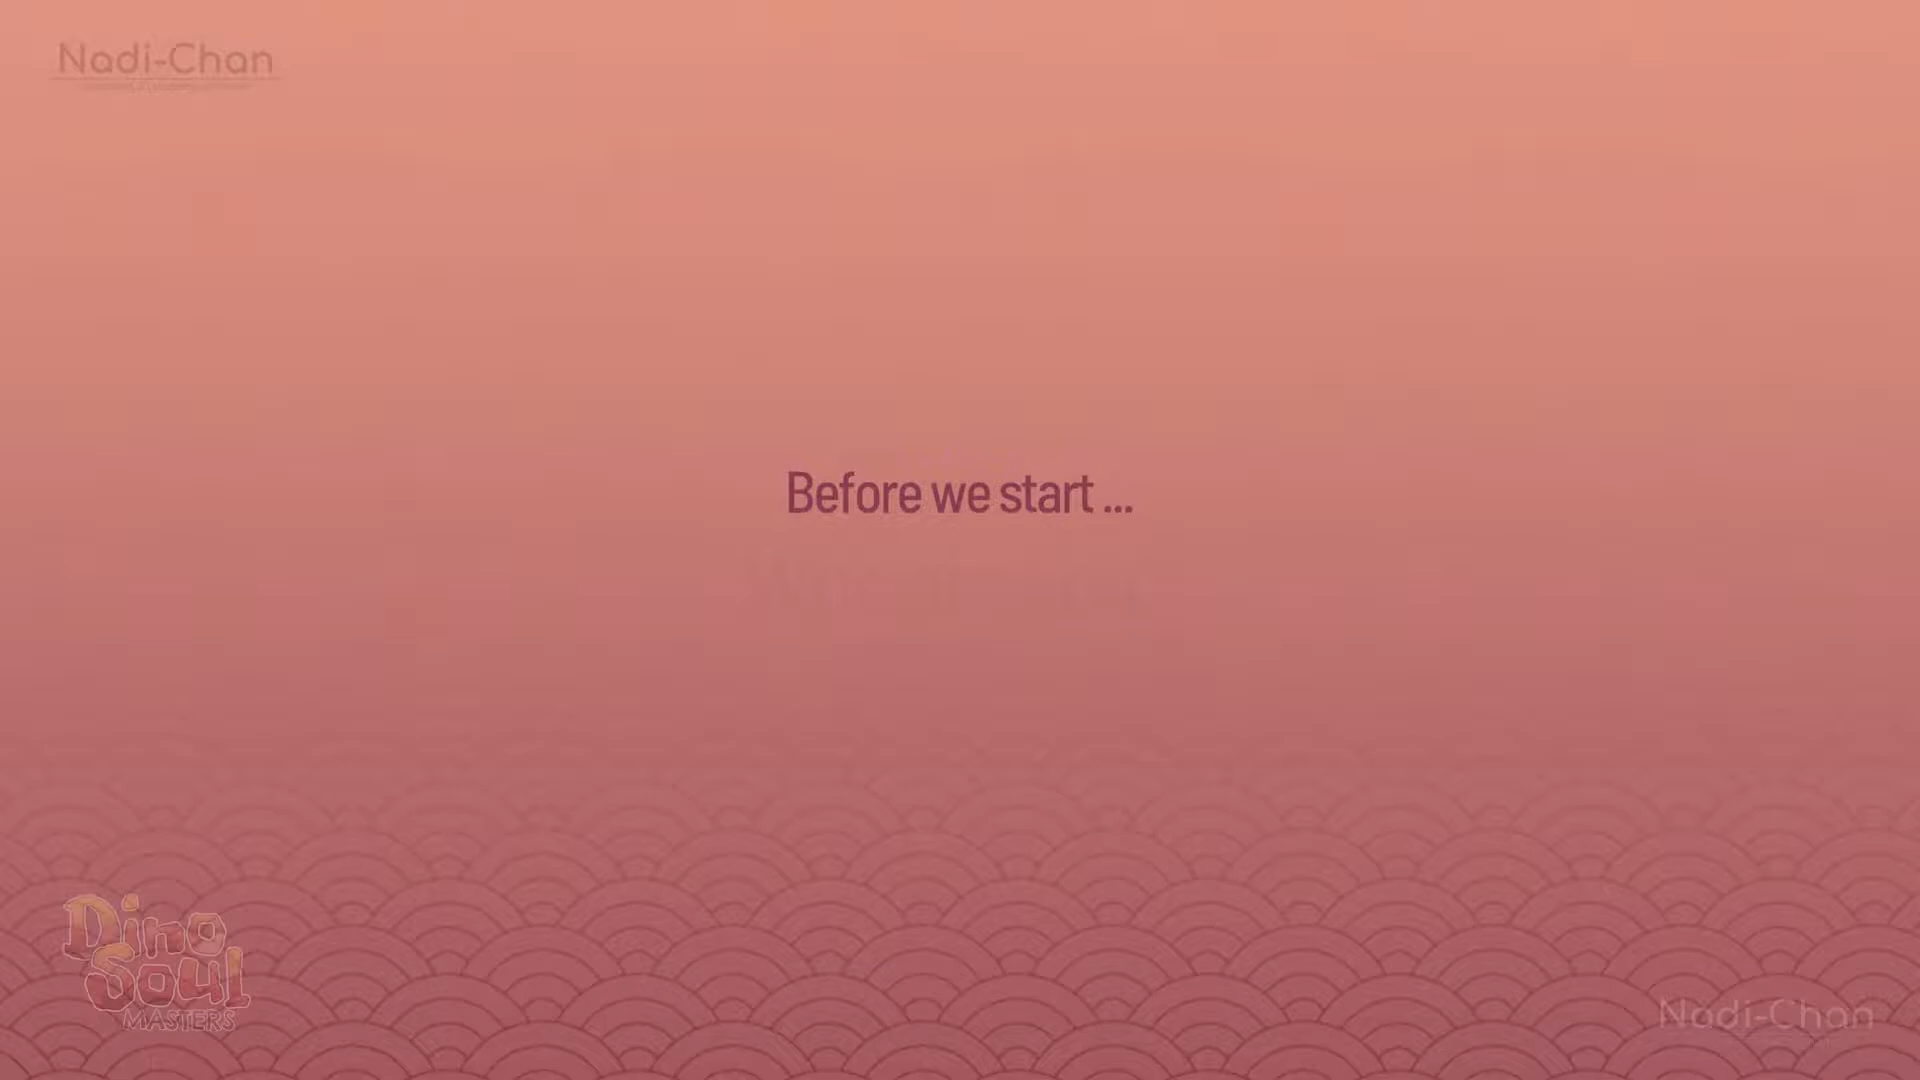 Nadi-Chan
Before we start ...
Dino
Soul
MASTERS
Nadi-Chan